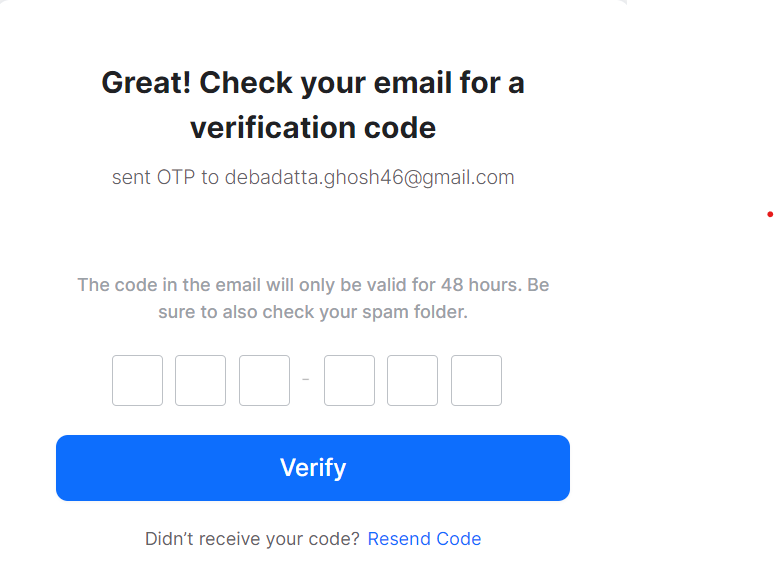 Great! Check your email for a
verification code
sent OTP to debadatta.ghosh46@gmail.com
The code in the email will only be valid for 48 hours. Be
sure to also check your spam folder.
-
Verify
Didn’t receive your code? Resend Code